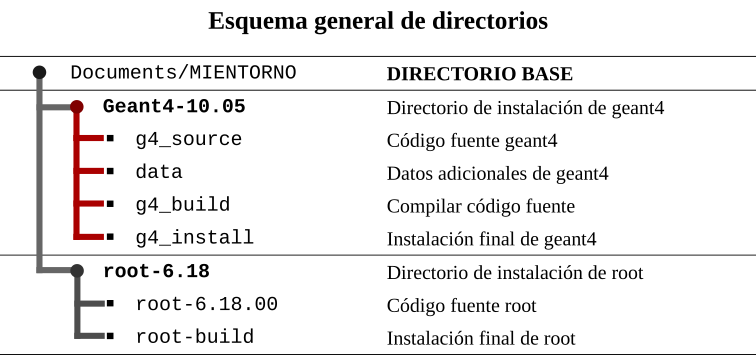 Esquema general de directorios
Documents/MIENTORNO DIRECTORIO BASE
Geant4-10.05 Directorio de instalación de geant4
g4_source Código fuente geant4
data Datos adicionales de geant4
g4_build Compilar código fuente
g4_install Instalación final de geant4
root-6.18 Directorio de instalación de root
root-6.18.00 Código fuente root
root-build Instalación final de root